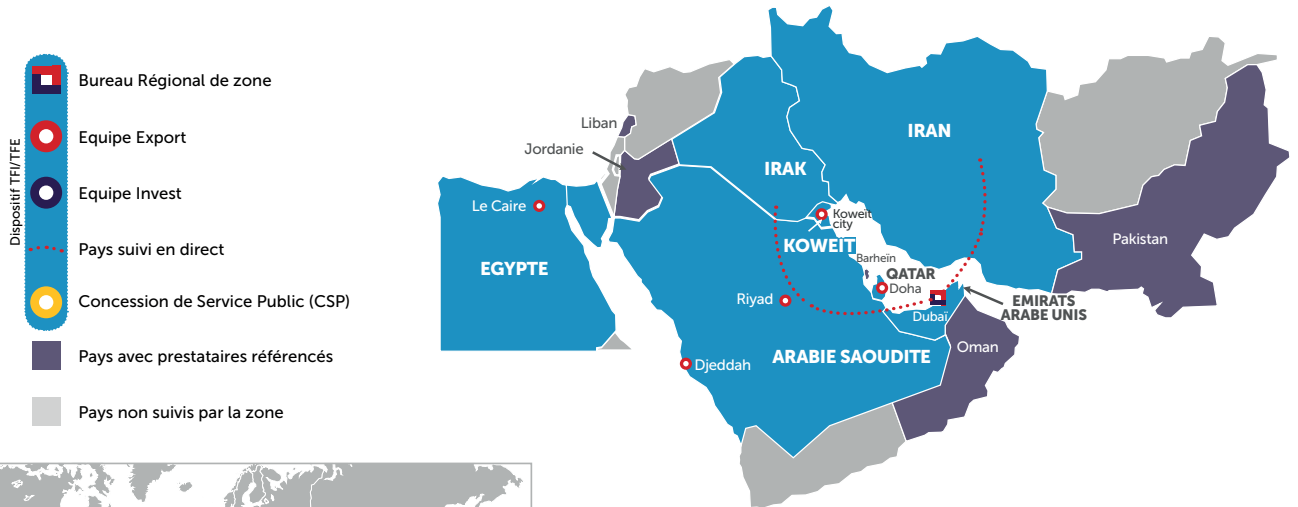 Dispositif TFI/TFE
Bureau Régional de zone
Equipe Export
Equipe Invest
Pays suivi en direct
Concession de Service Public (CSP)
Pays avec prestataires référencés
Pays non suivis par la zone
Liban
Jordanie
IRAN
IRAK
Le Caire
Koweït
city
KOWEIT
Pakistan
Barheïn
EGYPTE
QATAR
Doha
Riyad
EMIRATS
ARABE UNIS
Dubaï
Oman
ARABIE SAOUDITE
Djeddah